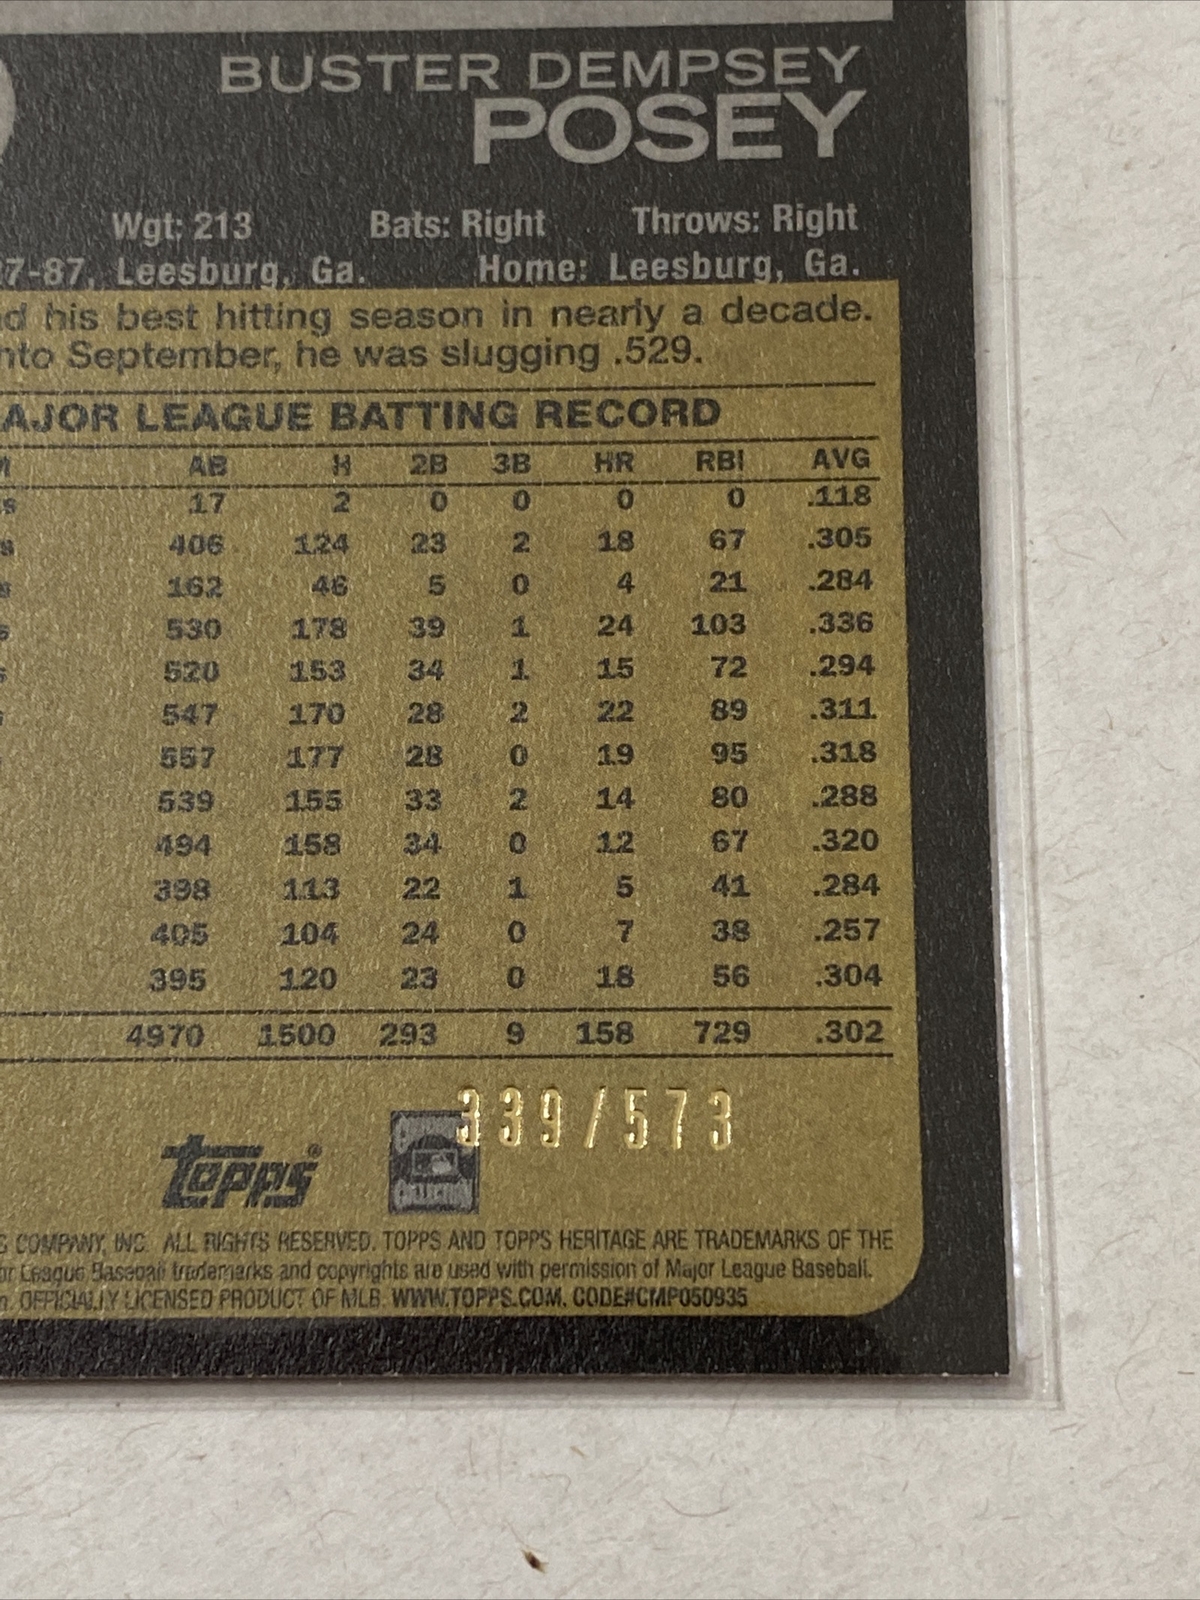 BUSTER DEMPSEY
POSEY
Wgt: 213 Bats: Right Throws: Right
7-87, Leesburg, Ga. Home: Leesburg, Ga.
d his best hitting season in nearly a decade.
nto September, he was slugging .529.
AJOR LEAGUE BATTING RECORD
AB H 2B 3B HR RBI AVG
s 17 2 0 0 0 0 .118
s 406 124 23 2 18 67 .305
s 162 46 5 0 4 21 .284
s 530 178 39 1 24 103 .336
s 520 153 34 1 15 72 .294
547 170 28 2 22 89 .311
557 177 28 0 19 95 .318
539 155 33 2 14 80 .288
494 158 34 0 12 67 .320
398 113 22 1 5 41 .284
405 104 24 0 7 38 .257
395 120 23 0 18 56 .304
4970 1500 293 9 158 729 .302
339/573
Topps®
COLLECTION
S COMPANY, INC. ALL RIGHTS RESERVED. TOPPS AND TOPPS HERITAGE ARE TRADEMARKS OF THE
or League Baseball trademarks and copyrights are used with permission of Major League Baseball.
n. OFFICIALLY LICENSED PRODUCT OF MLB. WWW.TOPPS.COM. CODE#CMP050935